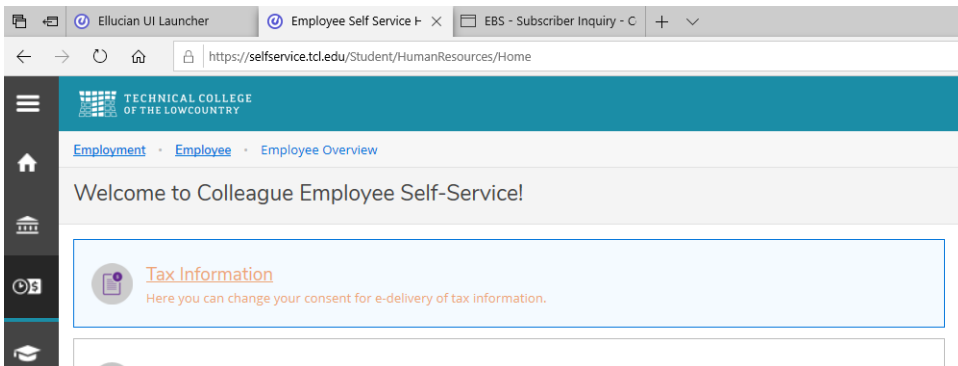 Ellucian UI Launcher
Employee Self Service H
EBS - Subscriber Inquiry - C
https://selfservice.tcl.edu/Student/HumanResources/Home
TECHNICAL COLLEGE
OF THE LOWCOUNTRY
Employment · Employee · Employee Overview
Welcome to Colleague Employee Self-Service!
Tax Information
Here you can change your consent for e-delivery of tax information.